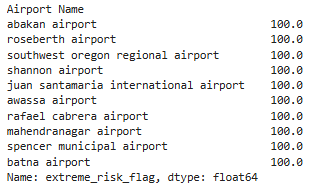 Airport Name
abakan airport 100.0
roseberth airport 100.0
southwest oregon regional airport 100.0
shannon airport 100.0
juan santamaria international airport 100.0
awassa airport 100.0
rafael cabrera airport 100.0
mahendranagar airport 100.0
spencer municipal airport 100.0
batna airport 100.0
Name: extreme_risk_flag, dtype: float64